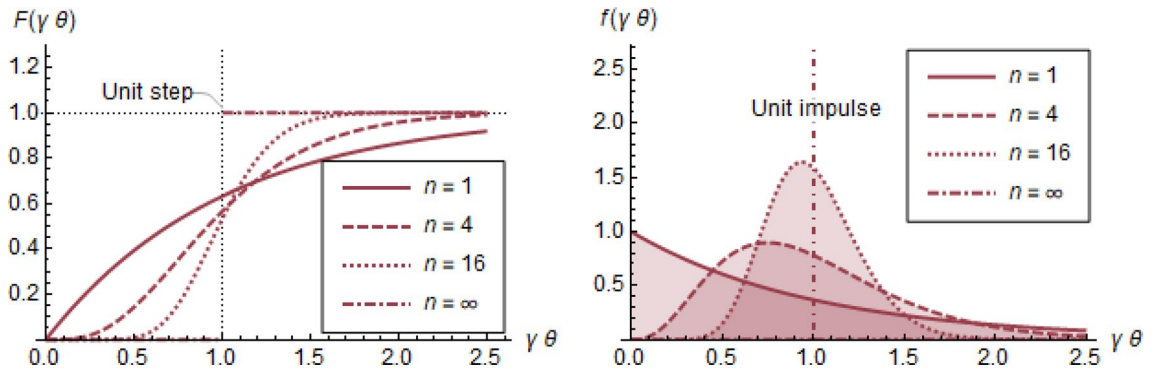 F(γ θ)
1.2
Unit step
1.0
0.8
0.6
0.4
0.2
n = 1
n = 4
n = 16
n = ∞
0.0 0.5 1.0 1.5 2.0 2.5 γ θ
f(γ θ)
2.5
2.0
1.5
1.0
0.5
Unit impulse
n = 1
n = 4
n = 16
n = ∞
0.0 0.5 1.0 1.5 2.0 2.5 γ θ